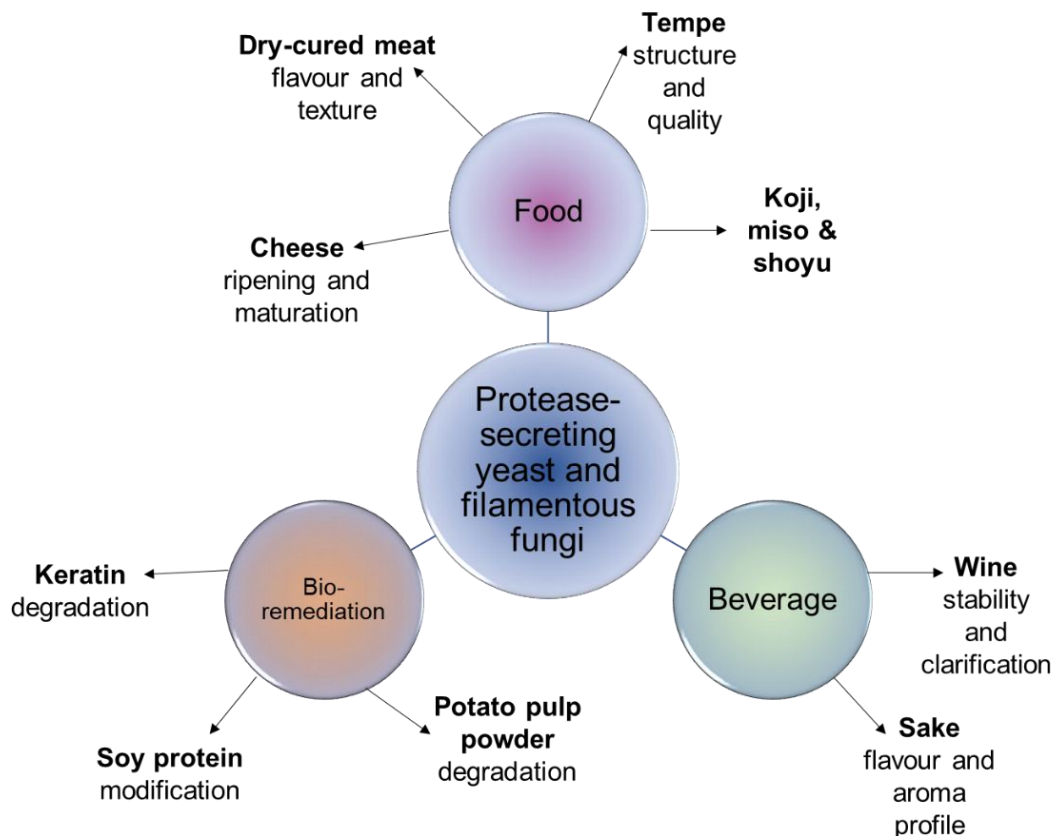 Tempe
structure
and
quality
Dry-cured meat
flavour and
texture
Food
Koji,
miso &
shoyu
Cheese
ripening and
maturation
Protease-
secreting
yeast and
filamentous
fungi
Keratin
degradation
Bio-
remediation
Beverage
Wine
stability
and
clarification
Potato pulp
powder
degradation
Soy protein
modification
Sake
flavour and
aroma
profile